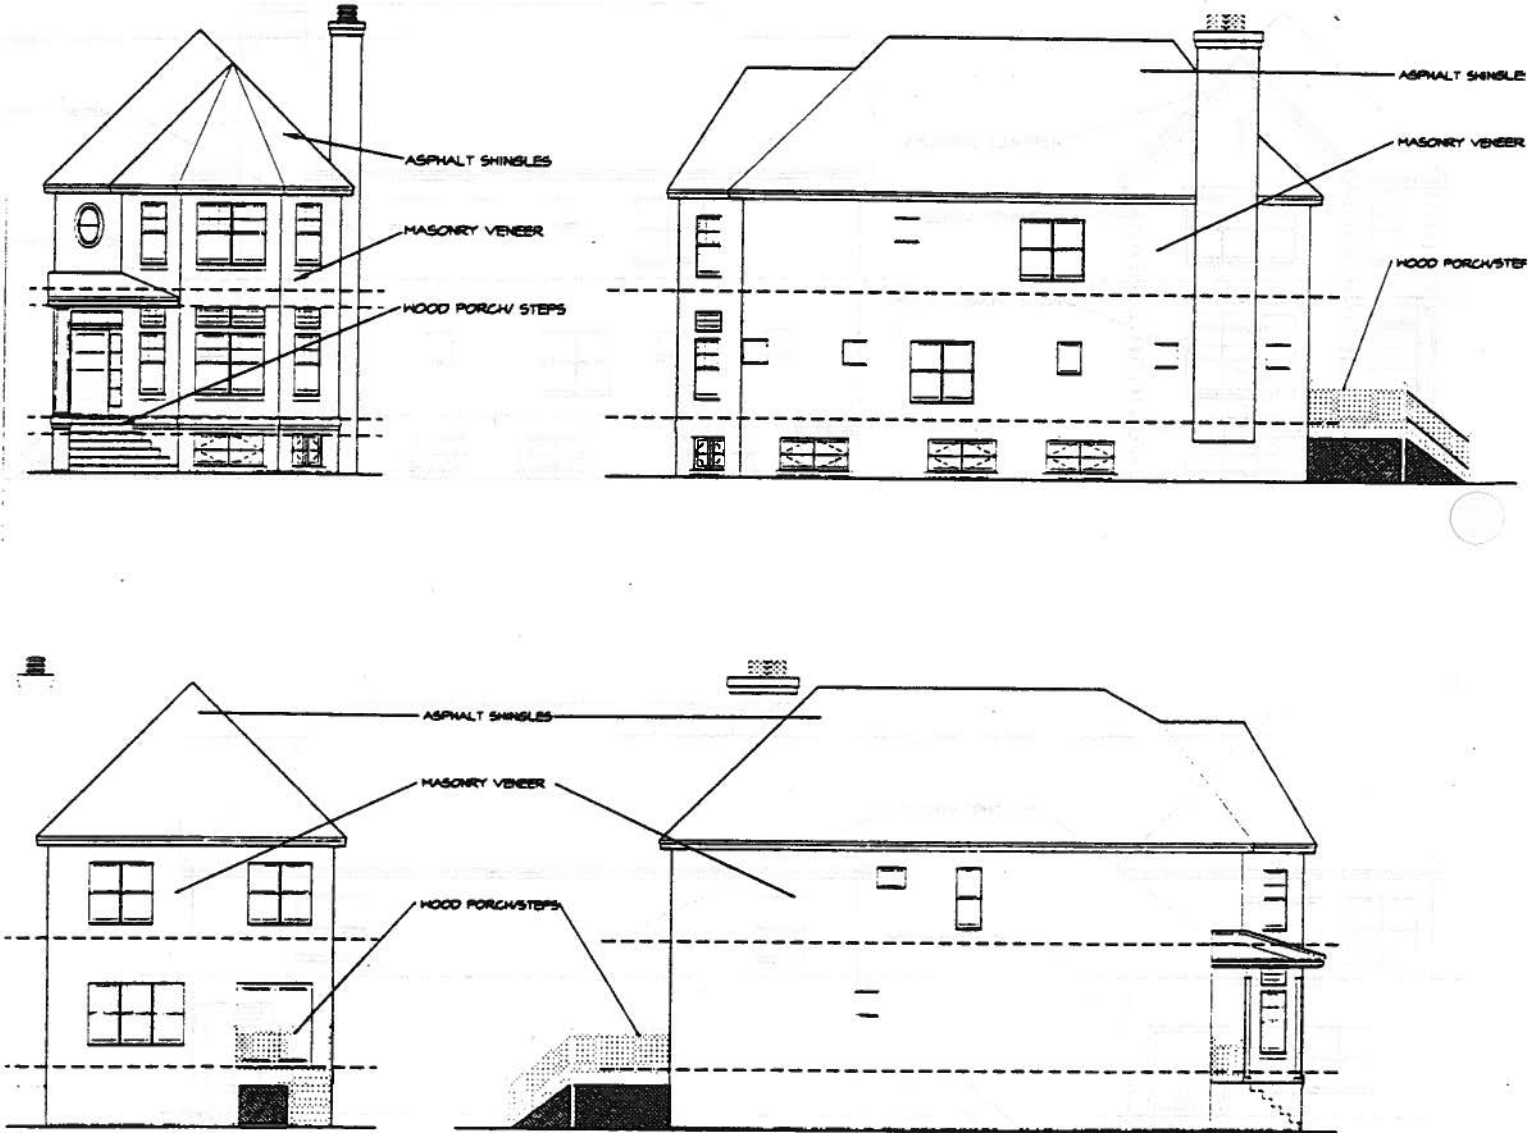 ASPHALT SHINGLES
MASONRY VENEER
WOOD PORCH/ STEPS
ASPHALT SHINGLE
MASONRY VENEER
WOOD PORCH/STEP
ASPHALT SHINGLES
MASONRY VENEER
WOOD PORCH/STEPS